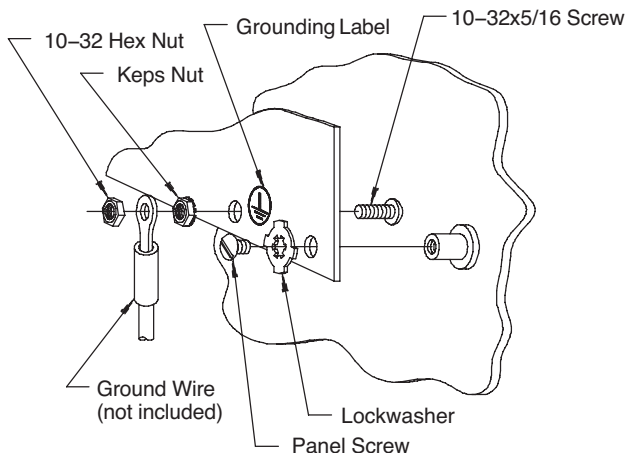 10–32x5/16 Screw
Grounding Label
10–32 Hex Nut
Keps Nut
Ground Wire
(not included)
Lockwasher
Panel Screw